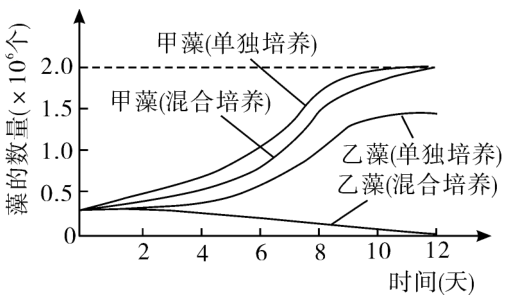 藻的数量(×10⁶个)
2.0
1.5
1.0
0.5
0
甲藻(单独培养)
甲藻(混合培养)
乙藻(单独培养)
乙藻(混合培养)
2 4 6 8 10 12
时间(天)